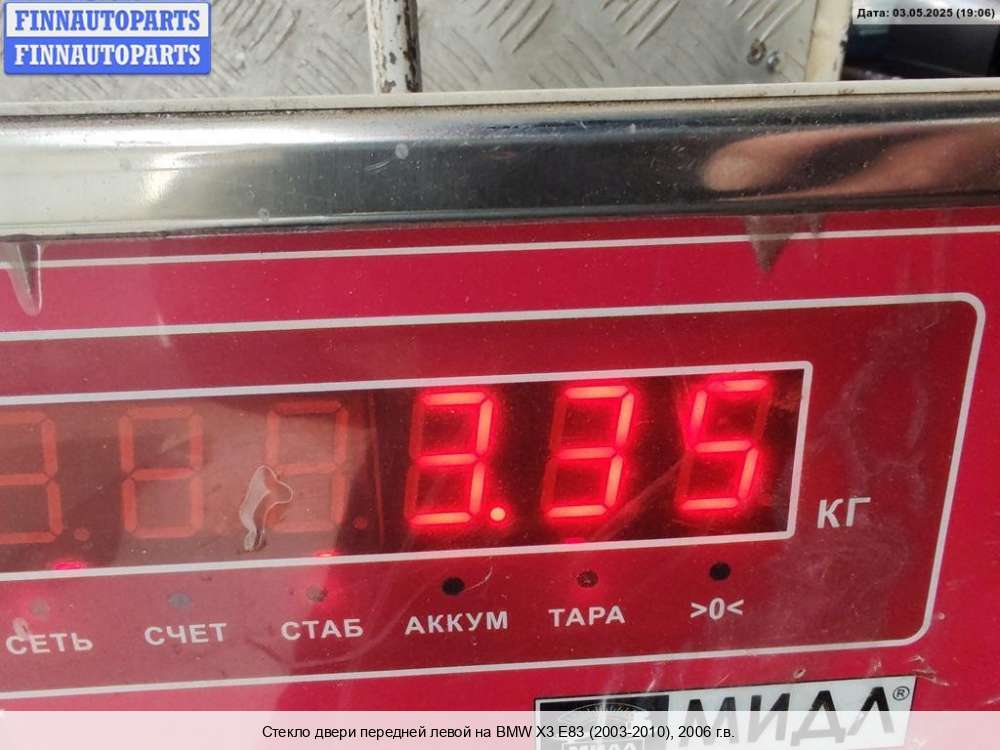 FINNAUTOPARTS
FINNAUTOPARTS
Дата: 03.05.2025 (19:06)
3.35
КГ
СЕТЬ СЧЕТ СТАБ АККУМ ТАРА >0<
МИДЛ®
МИДЛ
Стекло двери передней левой на BMW X3 E83 (2003-2010), 2006 г.в.